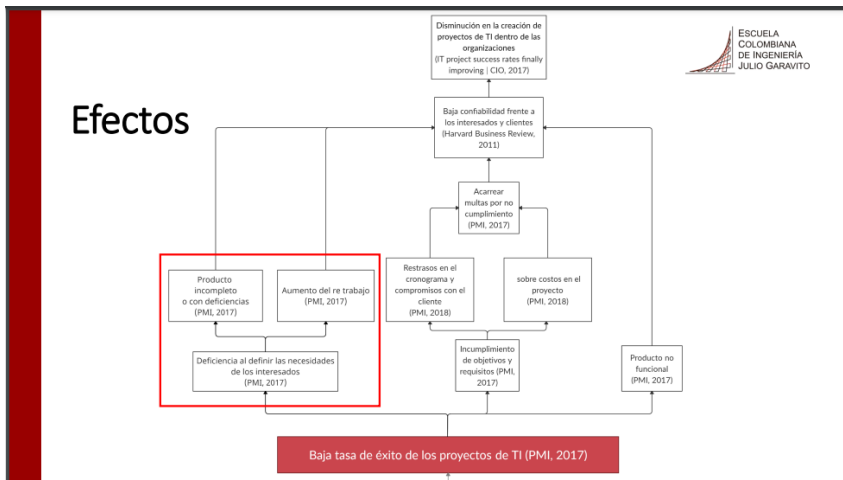 Disminución en la creación de
proyectos de TI dentro de las
organizaciones
(IT project success rates finally
improving | CIO, 2017)
ESCUELA
COLOMBIANA
DE INGENIERÍA
JULIO GARAVITO
Efectos
Baja confiabilidad frente a
los interesados y clientes
(Harvard Business Review,
2011)
Acarrear
multas por no
cumplimiento
(PMI, 2017)
Producto
incompleto
o con deficiencias
(PMI, 2017)
Aumento del re trabajo
(PMI, 2017)
Restrasos en el
cronograma y
compromisos con el
cliente
(PMI, 2018)
sobre costos en el
proyecto
(PMI, 2018)
Deficiencia al definir las necesidades
de los interesados
(PMI, 2017)
Incumplimiento
de objetivos y
requisitos (PMI,
2017)
Producto no
funcional
(PMI, 2017)
Baja tasa de éxito de los proyectos de TI (PMI, 2017)